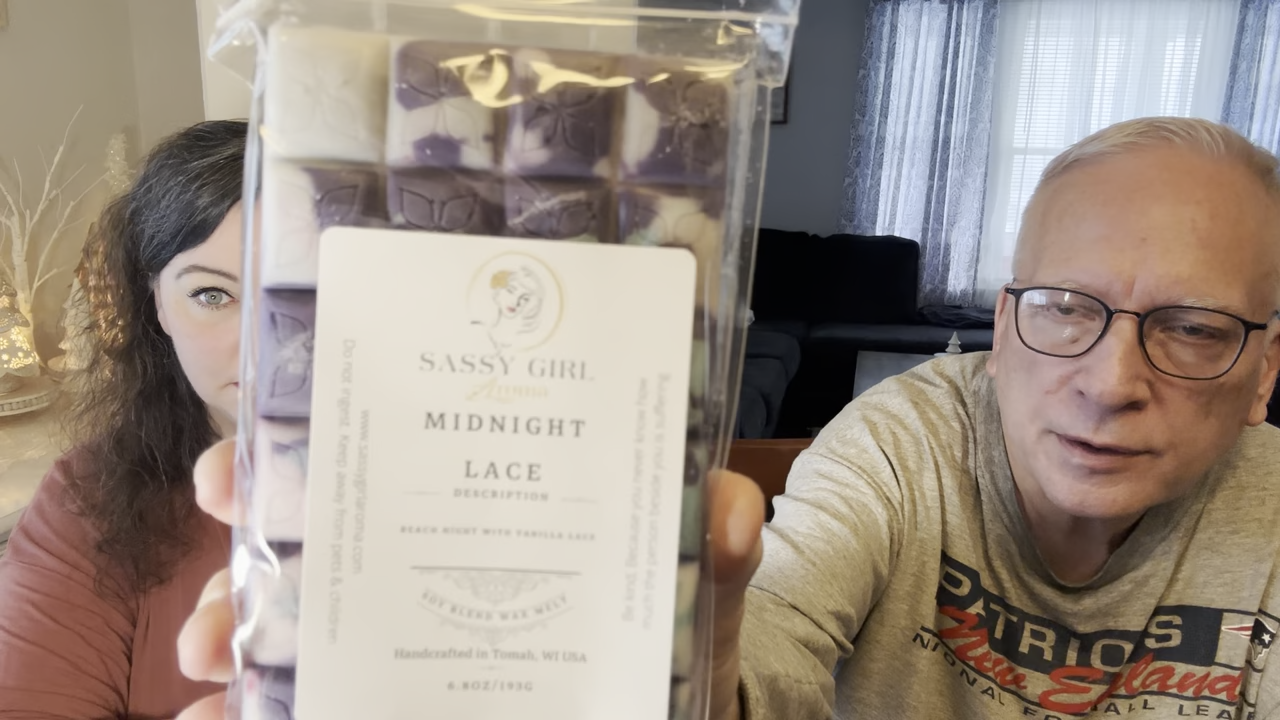 SASSY GIRL
Aroma
MIDNIGHT
LACE
DESCRIPTION
BEACH NIGHT WITH VANILLA LACE
SOY BLEND WAX MELT
Handcrafted in Tomah, WI USA
6.8OZ/193G
Do not ingest. Keep away from pets & children.
www.sassygirlaroma.com
PATRIOTS
New England
NATIONAL FOOTBALL LEA